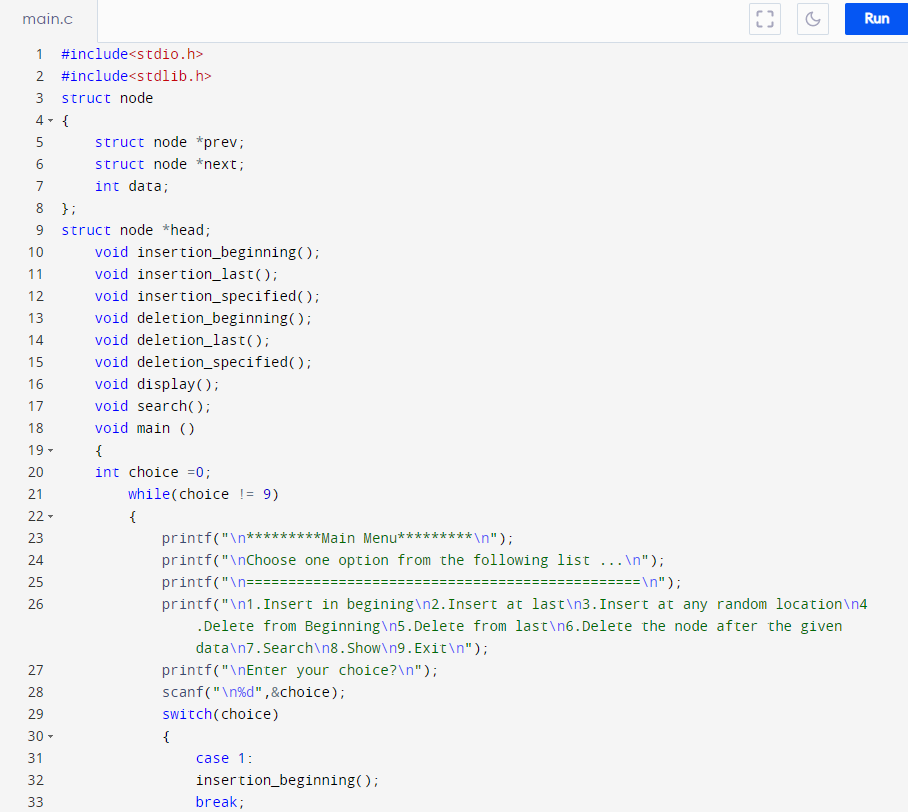 main.c
Run
1 #include<stdio.h>
2 #include<stdlib.h>
3 struct node
4 {
5     struct node *prev;
6     struct node *next;
7     int data;
8 };
9 struct node *head;
10     void insertion_beginning();
11     void insertion_last();
12     void insertion_specified();
13     void deletion_beginning();
14     void deletion_last();
15     void deletion_specified();
16     void display();
17     void search();
18     void main ()
19     {
20     int choice =0;
21         while(choice != 9)
22         {
23             printf("\n*********Main Menu*********\n");
24             printf("\nChoose one option from the following list ...\n");
25             printf("\n===============================================\n");
26             printf("\n1.Insert in begining\n2.Insert at last\n3.Insert at any random location\n4
                .Delete from Beginning\n5.Delete from last\n6.Delete the node after the given
                data\n7.Search\n8.Show\n9.Exit\n");
27             printf("\nEnter your choice?\n");
28             scanf("\n%d",&choice);
29             switch(choice)
30             {
31                 case 1:
32                 insertion_beginning();
33                 break;